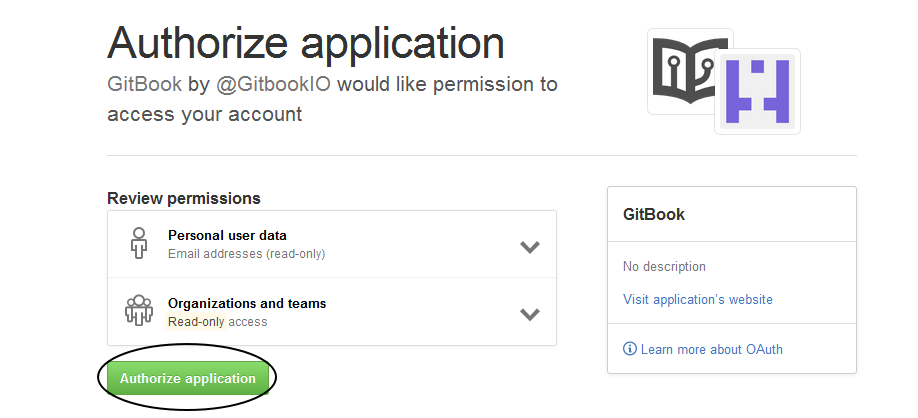 Authorize application
GitBook by @GitbookIO would like permission to
access your account
Review permissions
Personal user data
Email addresses (read-only)
Organizations and teams
Read-only access
Authorize application
GitBook
No description
Visit application's website
Learn more about OAuth